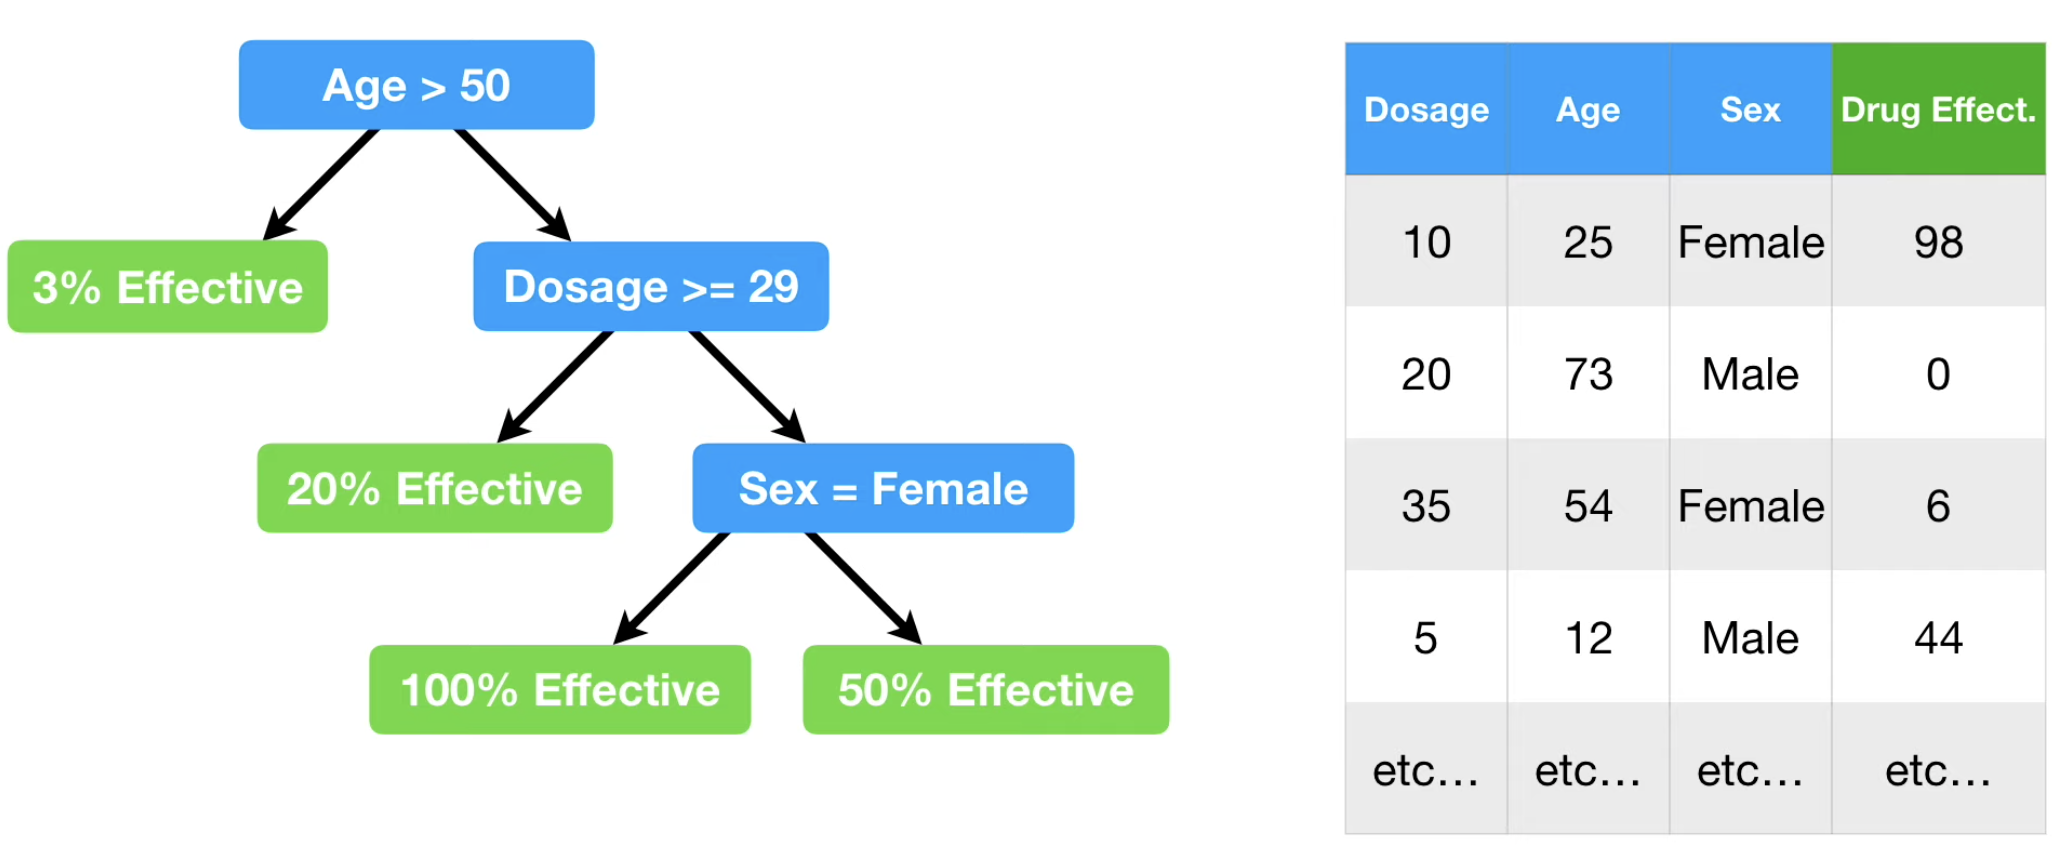 Age > 50
3% Effective
Dosage >= 29
20% Effective
Sex = Female
100% Effective
50% Effective
Dosage Age Sex Drug Effect.
10 25 Female 98
20 73 Male 0
35 54 Female 6
5 12 Male 44
etc… etc… etc… etc…